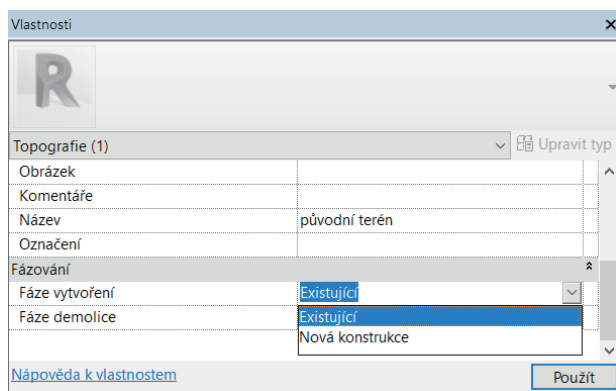 Vlastnosti
R
Topografie (1)
Upravit typ
Obrázek
Komentáře
Název původní terén
Označení
Fázování
Fáze vytvoření Existující
Fáze demolice Existující
Nová konstrukce
Nápověda k vlastnostem Použít